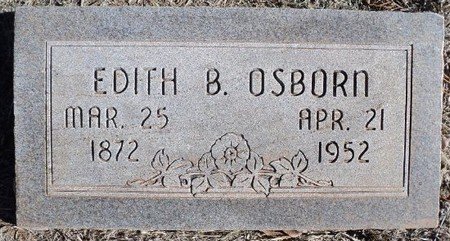 EDITH B. OSBORN
MAR. 25 APR. 21
1872 1952